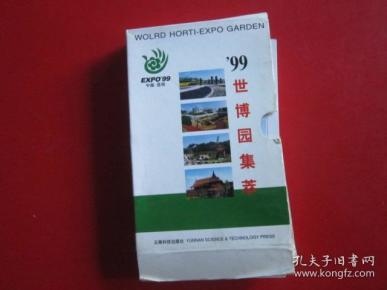 WOLRD HORTI-EXPO GARDEN
EXPO'99
中国 昆明
'99
世博园集萃
云南科技出版社 YUNNAN SCIENCE & TECHNOLOGY PRESS
孔夫子旧书网
book.kongfz.com